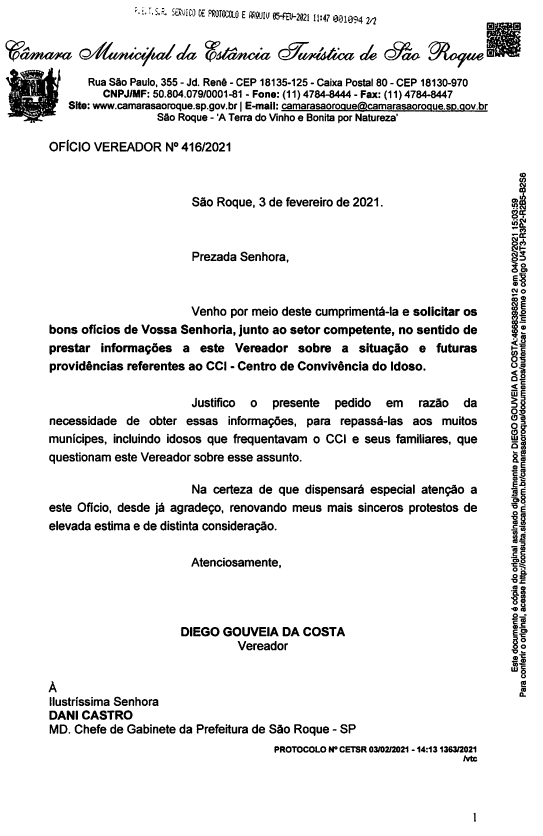 P.E.T.S.R. SERVIÇO DE PROTOCOLO E ARQUIV 05-FEV-2021 11:47 001094 2/2
Câmara Municipal da Estância Turística de São Roque
Rua São Paulo, 355 - Jd. Renê - CEP 18135-125 - Caixa Postal 80 - CEP 18130-970
CNPJ/MF: 50.804.079/0001-81 - Fone: (11) 4784-8444 - Fax: (11) 4784-8447
Site: www.camarasaoroque.sp.gov.br | E-mail: camarasaoroque@camarasaoroque.sp.gov.br
São Roque - 'A Terra do Vinho e Bonita por Natureza'
OFÍCIO VEREADOR Nº 416/2021
São Roque, 3 de fevereiro de 2021.
Prezada Senhora,
Venho por meio deste cumprimentá-la e solicitar os
bons ofícios de Vossa Senhoria, junto ao setor competente, no sentido de
prestar informações a este Vereador sobre a situação e futuras
providências referentes ao CCI - Centro de Convivência do Idoso.
Justifico o presente pedido em razão da
necessidade de obter essas informações, para repassá-las aos muitos
munícipes, incluindo idosos que frequentavam o CCI e seus familiares, que
questionam este Vereador sobre esse assunto.
Na certeza de que dispensará especial atenção a
este Ofício, desde já agradeço, renovando meus mais sinceros protestos de
elevada estima e de distinta consideração.
Atenciosamente,
DIEGO GOUVEIA DA COSTA
Vereador
À
Ilustríssima Senhora
DANI CASTRO
MD. Chefe de Gabinete da Prefeitura de São Roque - SP
PROTOCOLO Nº CETSR 03/02/2021 - 14:13 1363/2021
/vtc
1
Este documento é cópia do original assinado digitalmente por DIEGO GOUVEIA DA COSTA:46683982812 em 04/02/2021 15:03:59
Para conferir o original, acesse http://consulta.siscam.com.br/camarasaoroque/documentos/autenticar e informe o código U4T3-R3P2-R2B5-B2S6